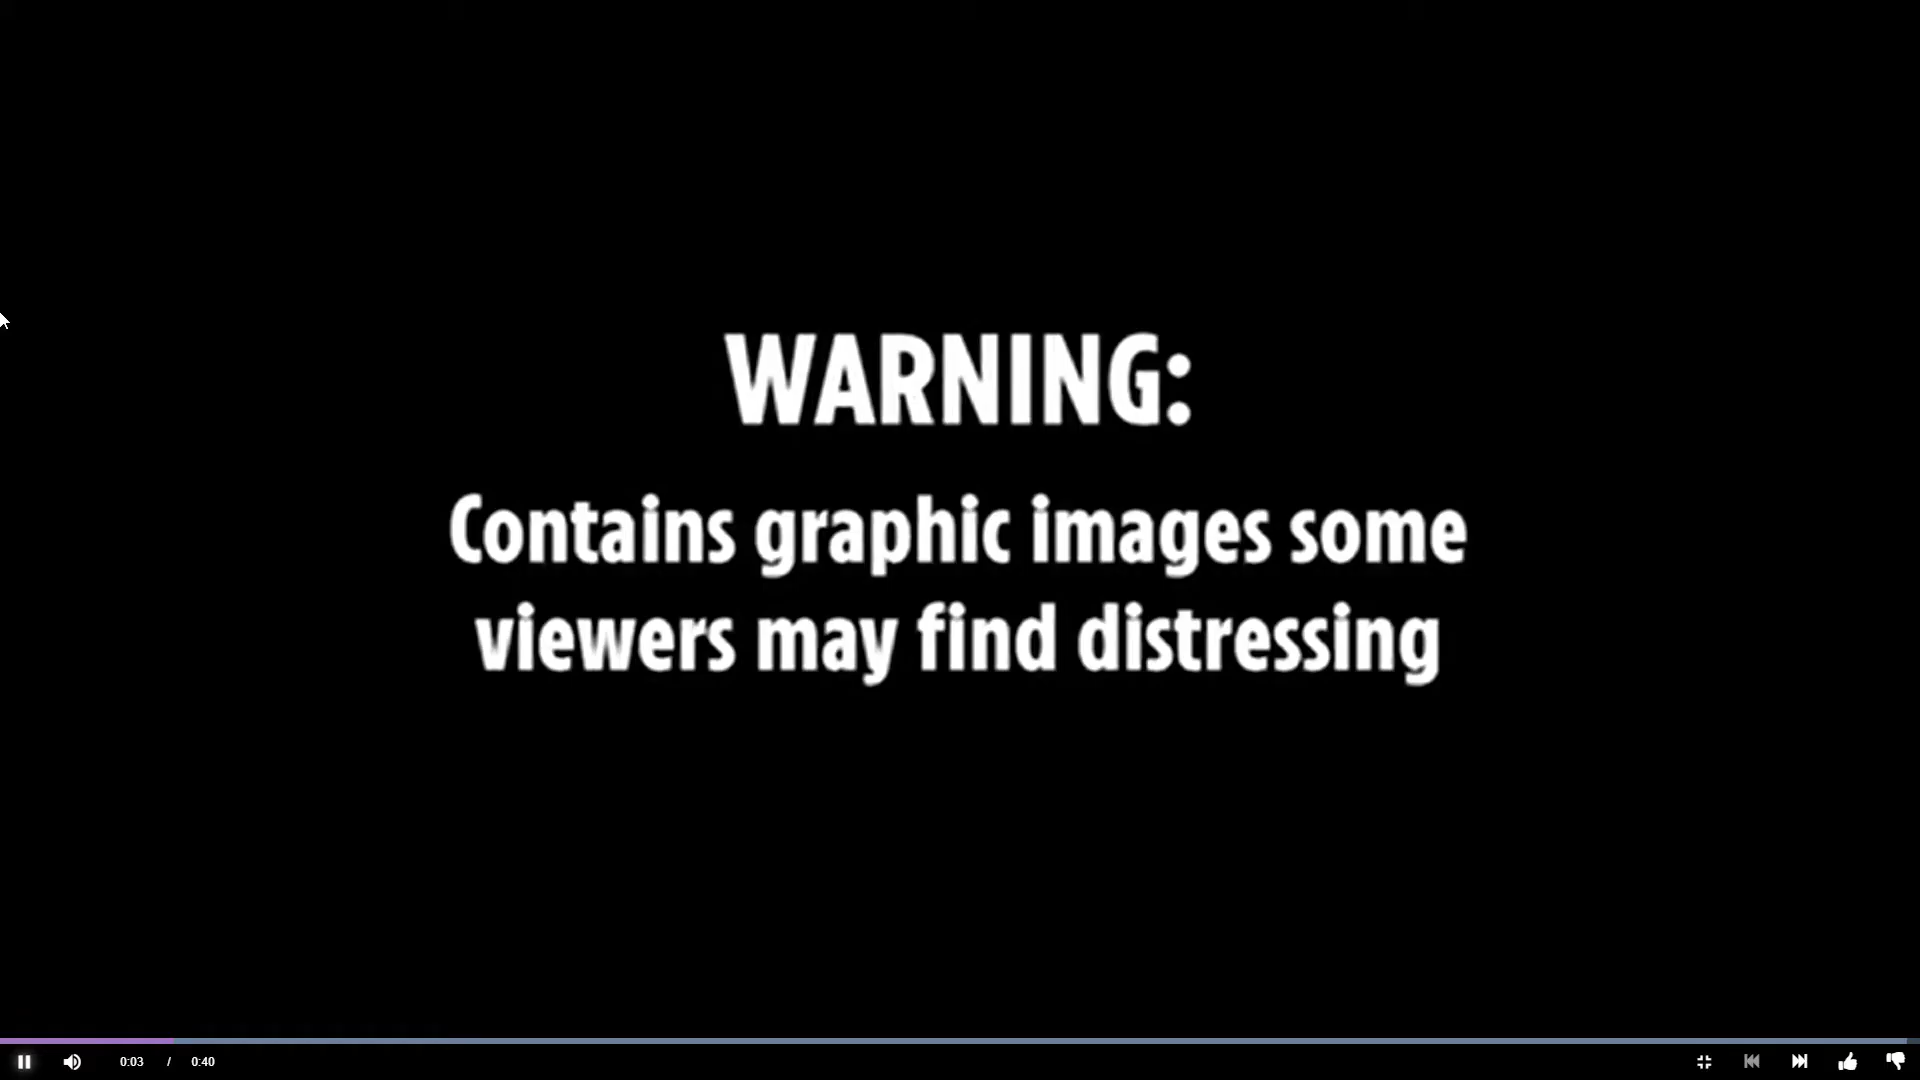 WARNING:
Contains graphic images some
viewers may find distressing
0:03 / 0:40